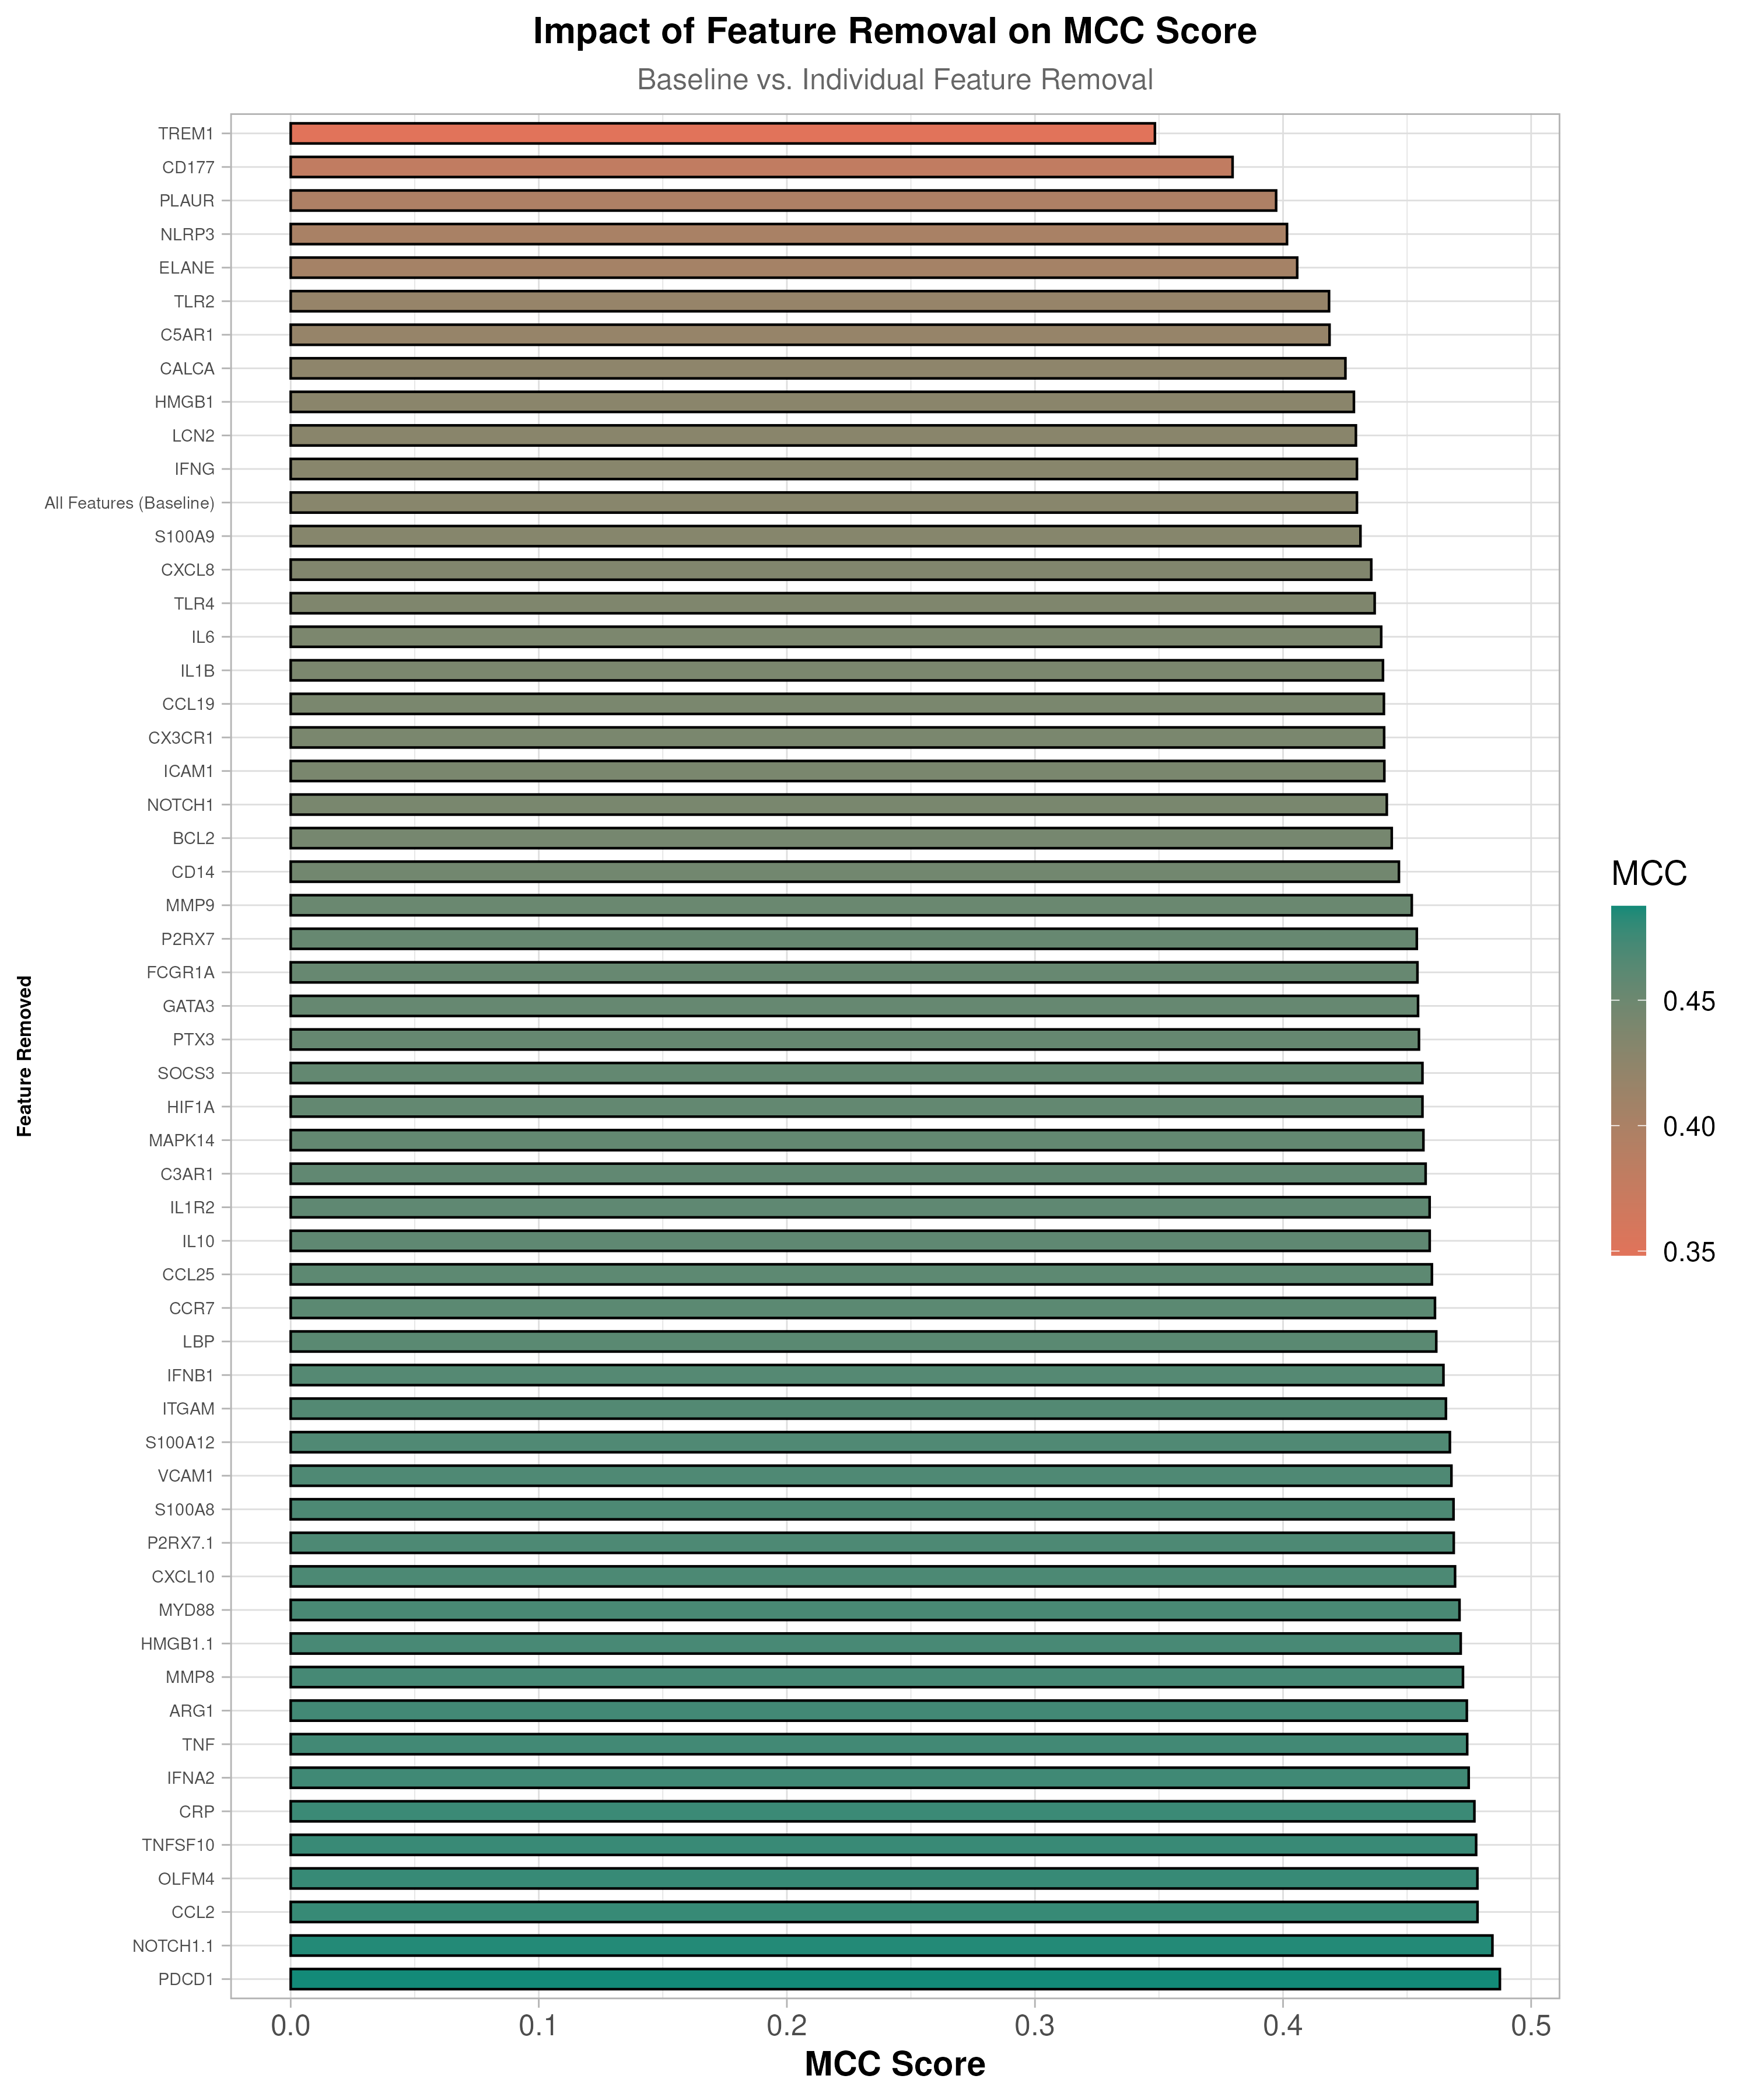 Impact of Feature Removal on MCC Score
Baseline vs. Individual Feature Removal
Feature Removed
TREM1
CD177
PLAUR
NLRP3
ELANE
TLR2
C5AR1
CALCA
HMGB1
LCN2
IFNG
All Features (Baseline)
S100A9
CXCL8
TLR4
IL6
IL1B
CCL19
CX3CR1
ICAM1
NOTCH1
BCL2
CD14
MMP9
P2RX7
FCGR1A
GATA3
PTX3
SOCS3
HIF1A
MAPK14
C3AR1
IL1R2
IL10
CCL25
CCR7
LBP
IFNB1
ITGAM
S100A12
VCAM1
S100A8
P2RX7.1
CXCL10
MYD88
HMGB1.1
MMP8
ARG1
TNF
IFNA2
CRP
TNFSF10
OLFM4
CCL2
NOTCH1.1
PDCD1
0.0 0.1 0.2 0.3 0.4 0.5
MCC Score
MCC
0.45
0.40
0.35